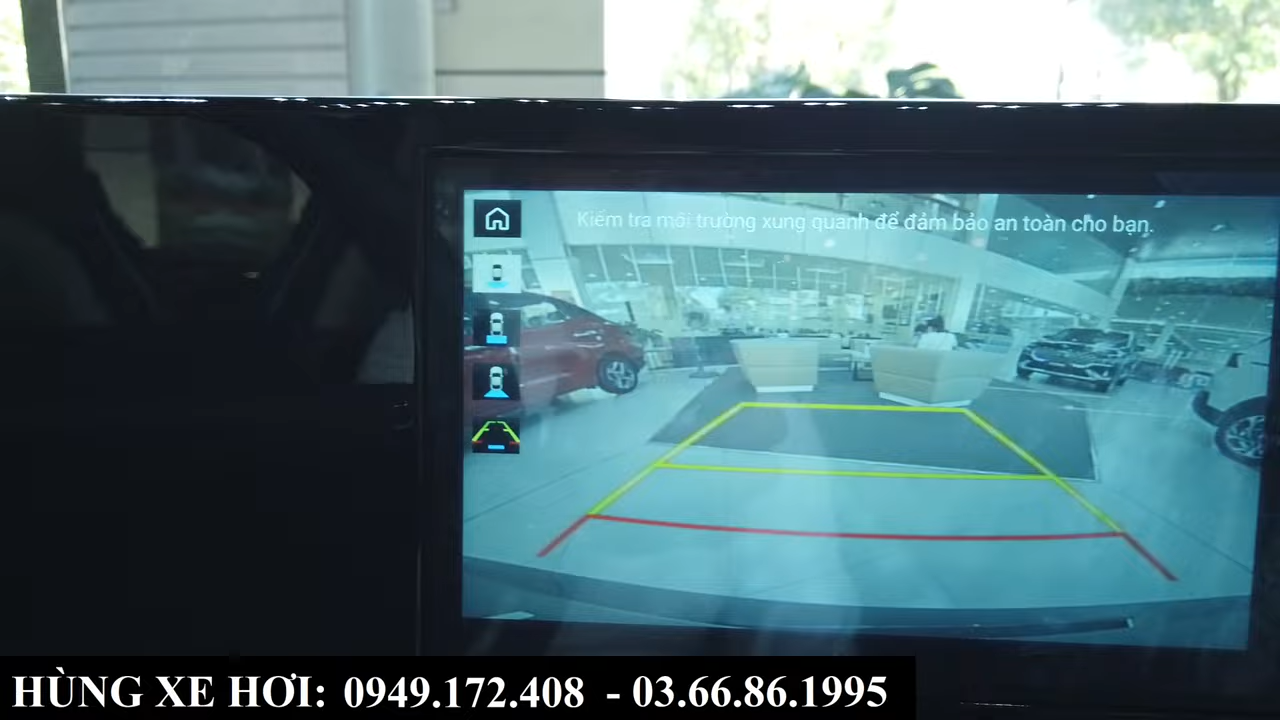 Kiểm tra môi trường xung quanh để đảm bảo an toàn cho bạn.
HÙNG XE HƠI: 0949.172.408 - 03.66.86.1995